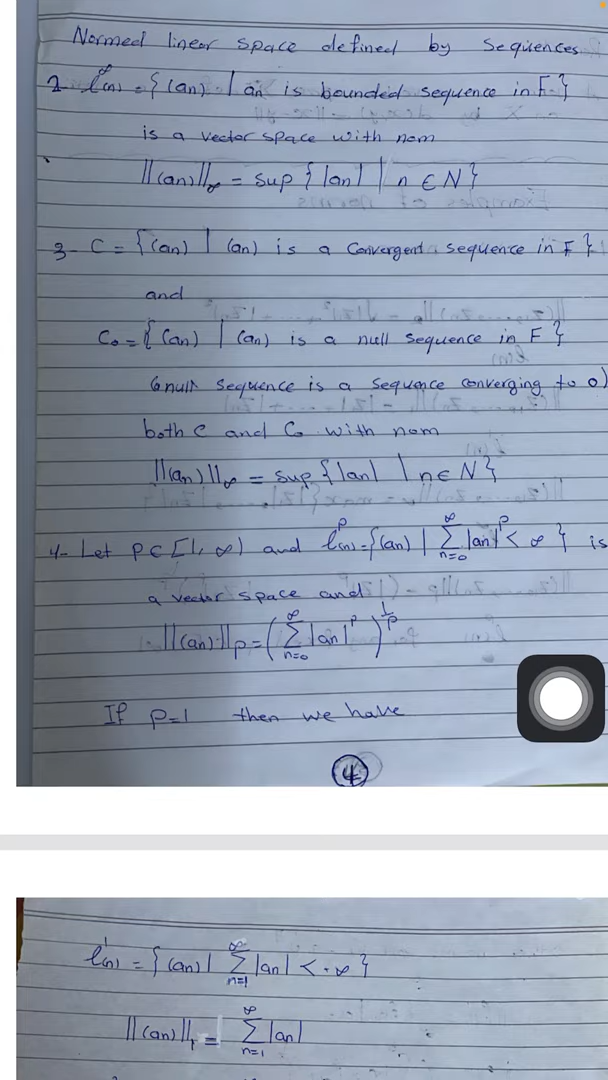 Normed linear space defined by Sequences
2- l^∞(n) = { (an) | an is bounded sequence in F }
is a vector space with nom
||(an)||_∞ = sup { |an| | n ∈ N }
3- C = { (an) | (an) is a Convergent sequence in F }
and
C₀ = { (an) | (an) is a null sequence in F }
(null sequence is a sequence converging to 0)
both C and C₀ with nom
||(an)||_∞ = sup { |an| | n ∈ N }
4- Let P ∈ [1, ∞) and l^P(n) = { (an) | ∑_{n=0}^{∞} |an|^P < ∞ } is
a vector space and
||(an)||_P = ( ∑_{n=0}^{∞} |an|^P )^{1/P}
If P=1 then we have
4
l^1(n) = { (an) | ∑_{n=1}^{∞} |an| < ∞ }
||(an)||_1 = ∑_{n=1}^{∞} |an|